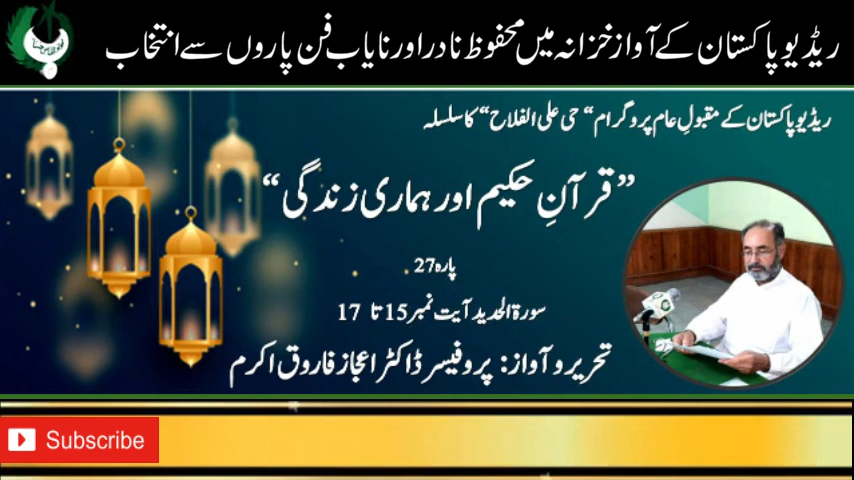 ریڈیو پاکستان کے آواز خزانہ میں محفوظ نادر اور نایاب فن پاروں سے انتخاب
ریڈیو پاکستان کے مقبولِ عام پروگرام “حی علی الفلاح“ کا سلسلہ
”قرآنِ حکیم اور ہماری زندگی“
پارہ 27
سورۃ الحدید آیت نمبر 15 تا 17
تحریر و آواز: پروفیسر ڈاکٹر اعجاز فاروق اکرم
Subscribe